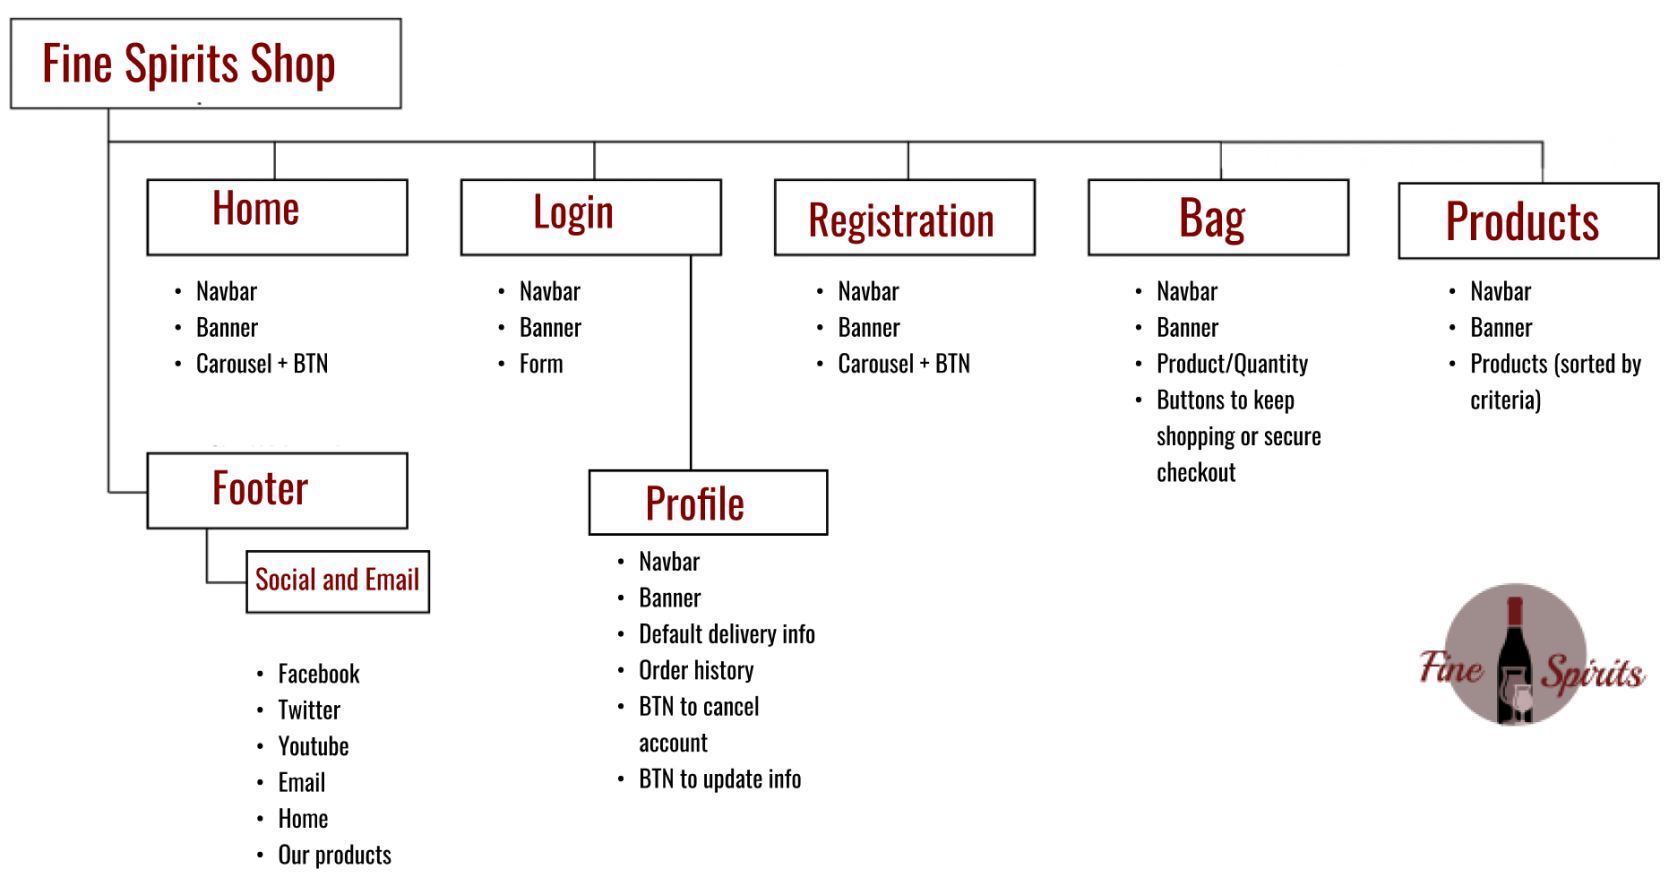 Fine Spirits Shop
Home
Navbar
Banner
Carousel + BTN
Login
Navbar
Banner
Form
Registration
Navbar
Banner
Carousel + BTN
Bag
Navbar
Banner
Product/Quantity
Buttons to keep
shopping or secure
checkout
Products
Navbar
Banner
Products (sorted by
criteria)
Footer
Social and Email
Facebook
Twitter
Youtube
Email
Home
Our products
Profile
Navbar
Banner
Default delivery info
Order history
BTN to cancel
account
BTN to update info
Fine Spirits